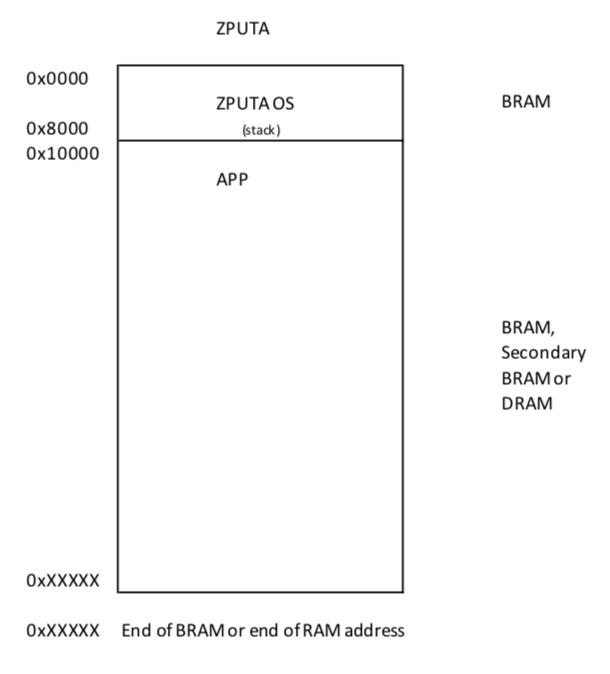 ZPUTA
0x0000
ZPUTA OS
BRAM
0x8000
(stack)
0x10000
APP
BRAM,
Secondary
BRAM or
DRAM
0xXXXXX
0xXXXXX End of BRAM or end of RAM address